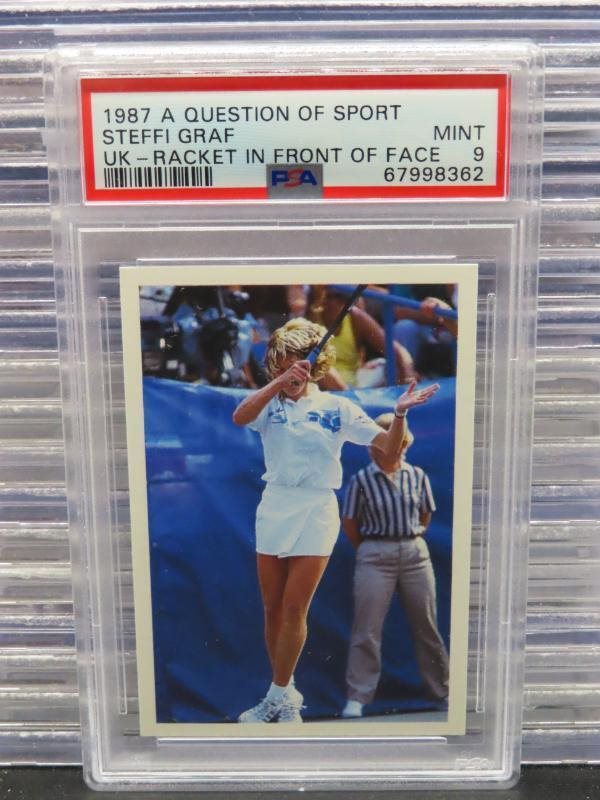 1987 A QUESTION OF SPORT
STEFFI GRAF MINT
UK - RACKET IN FRONT OF FACE 9
PSA 67998362